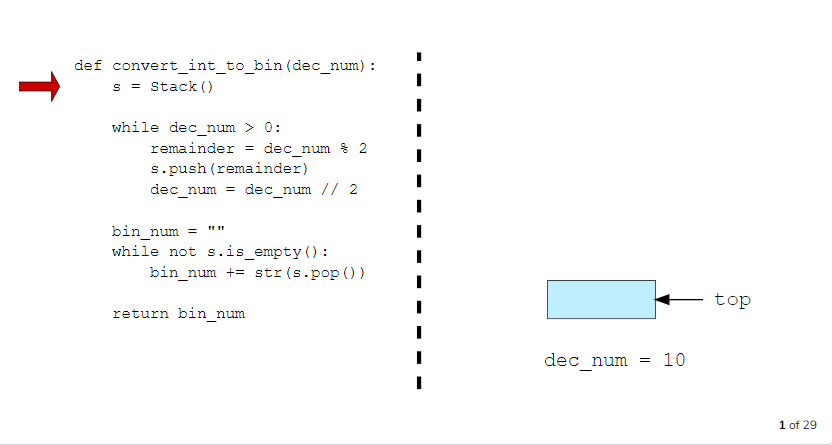 def convert_int_to_bin(dec_num):
    s = Stack()
    while dec_num > 0:
        remainder = dec_num % 2
        s.push(remainder)
        dec_num = dec_num // 2
    bin_num = ""
    while not s.is_empty():
        bin_num += str(s.pop())
    return bin_num
top
dec_num = 10
1 of 29